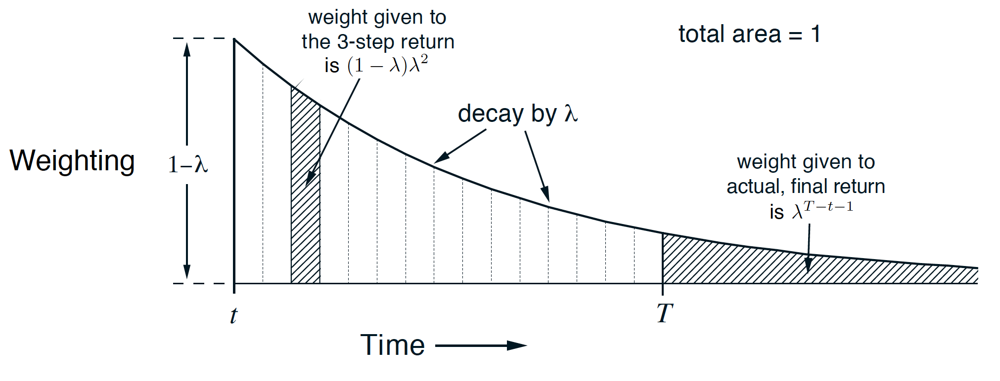 weight given to
the 3-step return
is (1 − λ)λ²
total area = 1
decay by λ
Weighting
1−λ
weight given to
actual, final return
is λ^{T−t−1}
t
T
Time